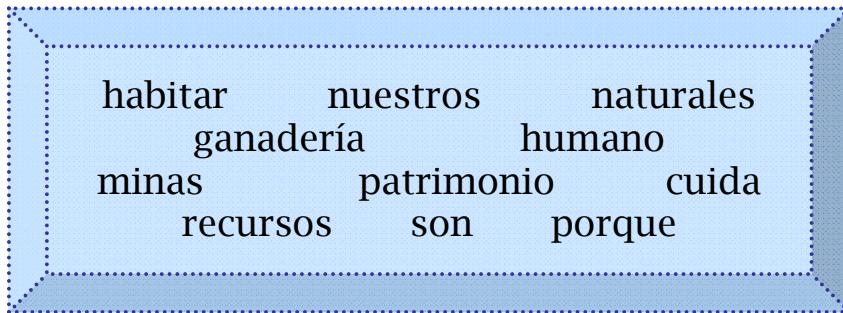 habitar nuestros naturales
ganadería humano
minas patrimonio cuida
recursos son porque